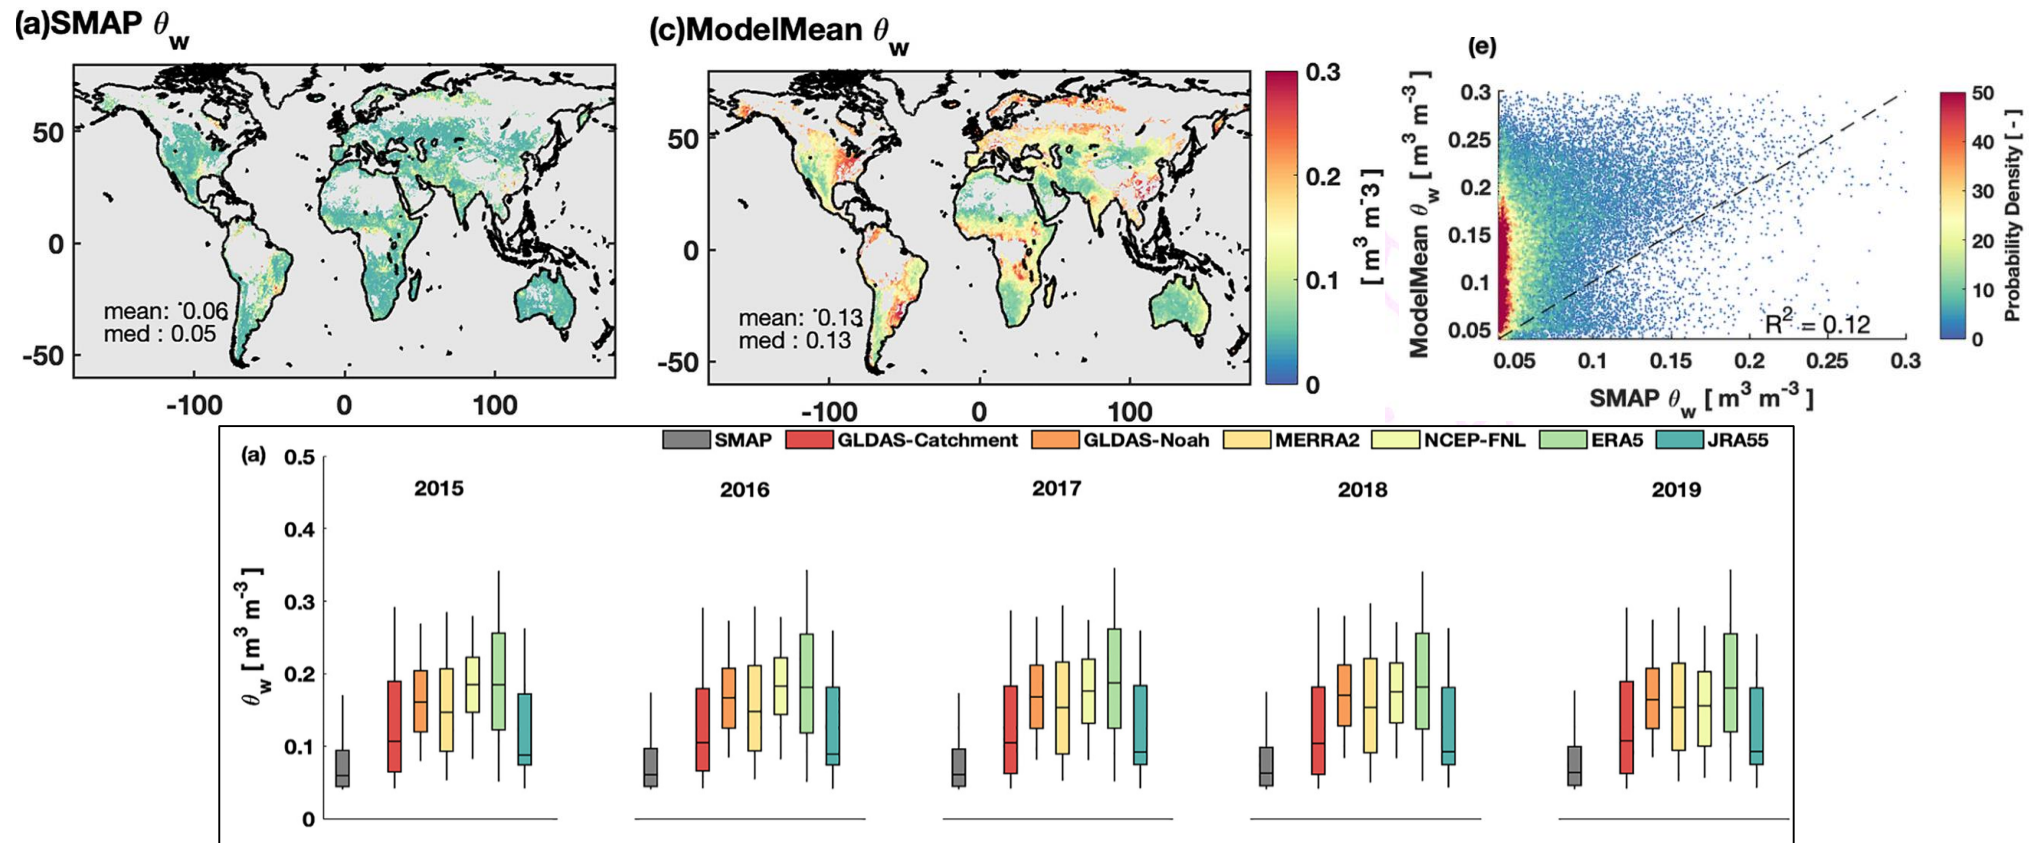 (a)SMAP θw
50
0
-50
-100 0 100
mean: 0.06
med : 0.05
(c)ModelMean θw
50
0
-50
-100 0 100
mean: 0.13
med : 0.13
0.3
0.2
0.1
0
[ m³ m⁻³ ]
(e)
ModelMean θw [ m³ m⁻³ ]
0.3
0.25
0.2
0.15
0.1
0.05
0.05 0.1 0.15 0.2 0.25 0.3
SMAP θw [ m³ m⁻³ ]
R² = 0.12
50
40
30
20
10
0
Probability Density [ - ]
SMAP GLDAS-Catchment GLDAS-Noah MERRA2 NCEP-FNL ERA5 JRA55
(a)
2015 2016 2017 2018 2019
θw [ m³ m⁻³ ]
0.5
0.4
0.3
0.2
0.1
0